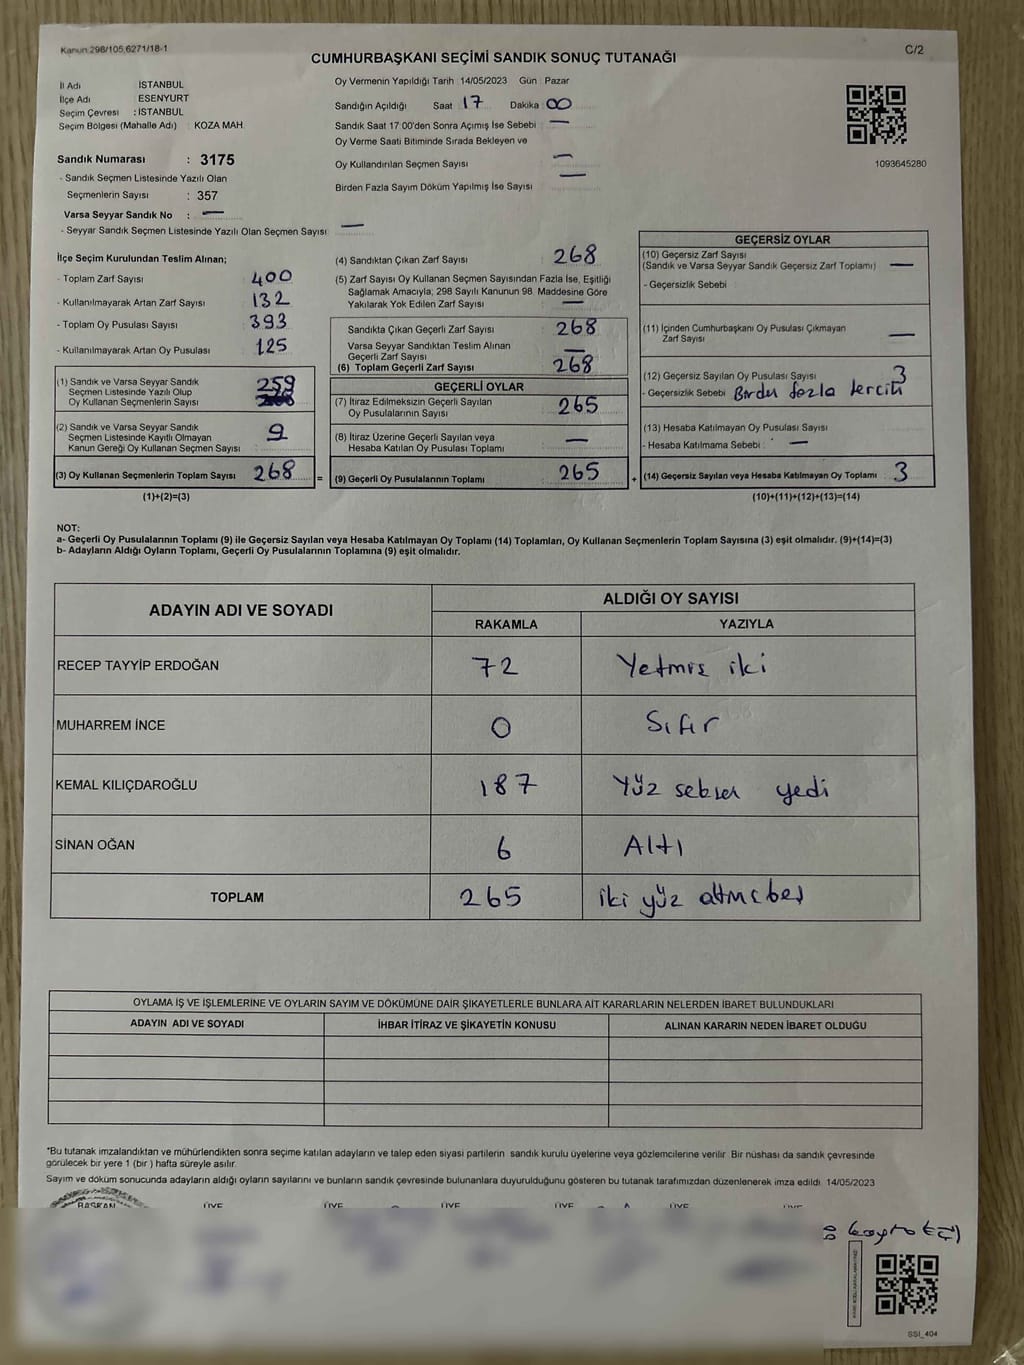 Kanun 298/105,6271/18-1
C/2
CUMHURBAŞKANI SEÇİMİ SANDIK SONUÇ TUTANAĞI
İl Adı İSTANBUL
İlçe Adı ESENYURT
Seçim Çevresi : İSTANBUL
Seçim Bölgesi (Mahalle Adı) : KOZA MAH.
Sandık Numarası : 3175
- Sandık Seçmen Listesinde Yazılı Olan
Seçmenlerin Sayısı : 357
Varsa Seyyar Sandık No : —
- Seyyar Sandık Seçmen Listesinde Yazılı Olan Seçmen Sayısı : —
Oy Vermenin Yapıldığı Tarih 14/05/2023 Gün : Pazar
Sandığın Açıldığı Saat : 17 Dakika : 00
Sandık Saat 17:00'den Sonra Açımış İse Sebebi : —
Oy Verme Saati Bitiminde Sırada Bekleyen ve
Oy Kullandırılan Seçmen Sayısı —
Birden Fazla Sayım Döküm Yapılmış İse Sayısı —
1093645280
İlçe Seçim Kurulundan Teslim Alınan;
- Toplam Zarf Sayısı 400
- Kullanılmayarak Artan Zarf Sayısı 132
- Toplam Oy Pusulası Sayısı 393
- Kullanılmayarak Artan Oy Pusulası 125
(1) Sandık ve Varsa Seyyar Sandık
Seçmen Listesinde Yazılı Olup
Oy Kullanan Seçmenlerin Sayısı 259
(2) Sandık ve Varsa Seyyar Sandık
Seçmen Listesinde Kayıtlı Olmayan
Kanun Gereği Oy Kullanan Seçmen Sayısı 9
(3) Oy Kullanan Seçmenlerin Toplam Sayısı 268 =
(1)+(2)=(3)
(4) Sandıktan Çıkan Zarf Sayısı 268
(5) Zarf Sayısı Oy Kullanan Seçmen Sayısından Fazla İse, Eşitliği
Sağlamak Amacıyla; 298 Sayılı Kanunun 98. Maddesine Göre
Yakılarak Yok Edilen Zarf Sayısı —
Sandıkta Çıkan Geçerli Zarf Sayısı 268
Varsa Seyyar Sandıktan Teslim Alınan
Geçerli Zarf Sayısı —
(6) Toplam Geçerli Zarf Sayısı 268
GEÇERLİ OYLAR
(7) İtiraz Edilmeksizin Geçerli Sayılan
Oy Pusulalarının Sayısı 265
(8) İtiraz Üzerine Geçerli Sayılan veya
Hesaba Katılan Oy Pusulası Toplamı —
(9) Geçerli Oy Pusulalarının Toplamı 265 +
GEÇERSİZ OYLAR
(10) Geçersiz Zarf Sayısı
(Sandık ve Varsa Seyyar Sandık Geçersiz Zarf Toplamı) —
- Geçersizlik Sebebi :
(11) İçinden Cumhurbaşkanı Oy Pusulası Çıkmayan
Zarf Sayısı —
(12) Geçersiz Sayılan Oy Pusulası Sayısı 3
- Geçersizlik Sebebi Birden fazla tercih
(13) Hesaba Katılmayan Oy Pusulası Sayısı
- Hesaba Katılmama Sebebi : —
(14) Geçersiz Sayılan veya Hesaba Katılmayan Oy Toplamı 3
(10)+(11)+(12)+(13)=(14)
NOT:
a- Geçerli Oy Pusulalarının Toplamı (9) ile Geçersiz Sayılan veya Hesaba Katılmayan Oy Toplamı (14) Toplamları, Oy Kullanan Seçmenlerin Toplam Sayısına (3) eşit olmalıdır. (9)+(14)=(3)
b- Adayların Aldığı Oyların Toplamı, Geçerli Oy Pusulalarının Toplamına (9) eşit olmalıdır.
ADAYIN ADI VE SOYADI
ALDIĞI OY SAYISI
RAKAMLA YAZIYLA
RECEP TAYYİP ERDOĞAN 72 Yetmiş iki
MUHARREM İNCE 0 Sıfır
KEMAL KILIÇDAROĞLU 187 Yüz seksen yedi
SİNAN OĞAN 6 Altı
TOPLAM 265 iki yüz altmışbeş
OYLAMA İŞ VE İŞLEMLERİNE VE OYLARIN SAYIM VE DÖKÜMÜNE DAİR ŞİKAYETLERLE BUNLARA AİT KARARLARIN NELERDEN İBARET BULUNDUKLARI
ADAYIN ADI VE SOYADI İHBAR İTİRAZ VE ŞİKAYETİN KONUSU ALINAN KARARIN NEDEN İBARET OLDUĞU
*Bu tutanak imzalandıktan ve mühürlendikten sonra seçime katılan adayların ve talep eden siyasi partilerin sandık kurulu üyelerine veya gözlemcilerine verilir. Bir nüshası da sandık çevresinde
görülecek bir yere 1 (bir ) hafta süreyle asılır.
Sayım ve döküm sonucunda adayların aldığı oyların sayılarını ve bunların sandık çevresinde bulunanlara duyurulduğunu gösteren bu tutanak tarafımızdan düzenlenerek imza edildi. 14/05/2023
BAŞKAN ÜYE ÜYE ÜYE ÜYE ÜYE ÜYE
SSİ_404